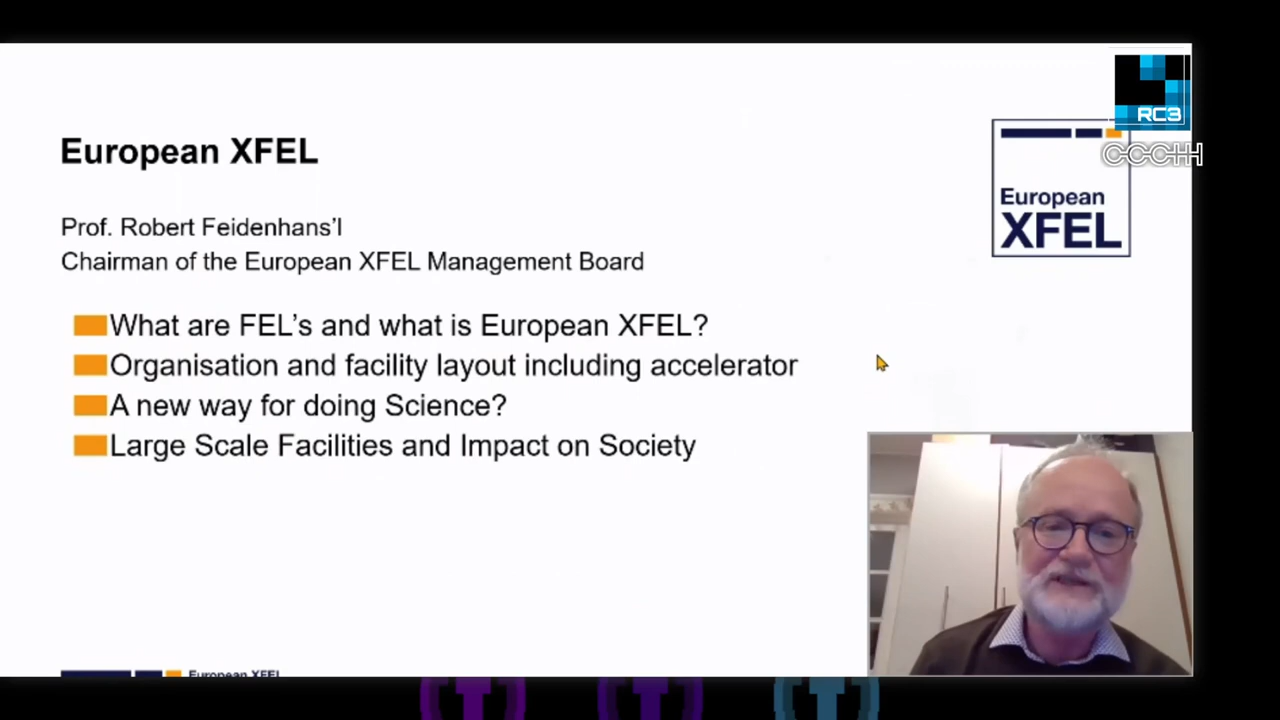 RC3
CCCHH
European XFEL
European
XFEL
Prof. Robert Feidenhans'l
Chairman of the European XFEL Management Board
What are FEL's and what is European XFEL?
Organisation and facility layout including accelerator
A new way for doing Science?
Large Scale Facilities and Impact on Society
European XFEL